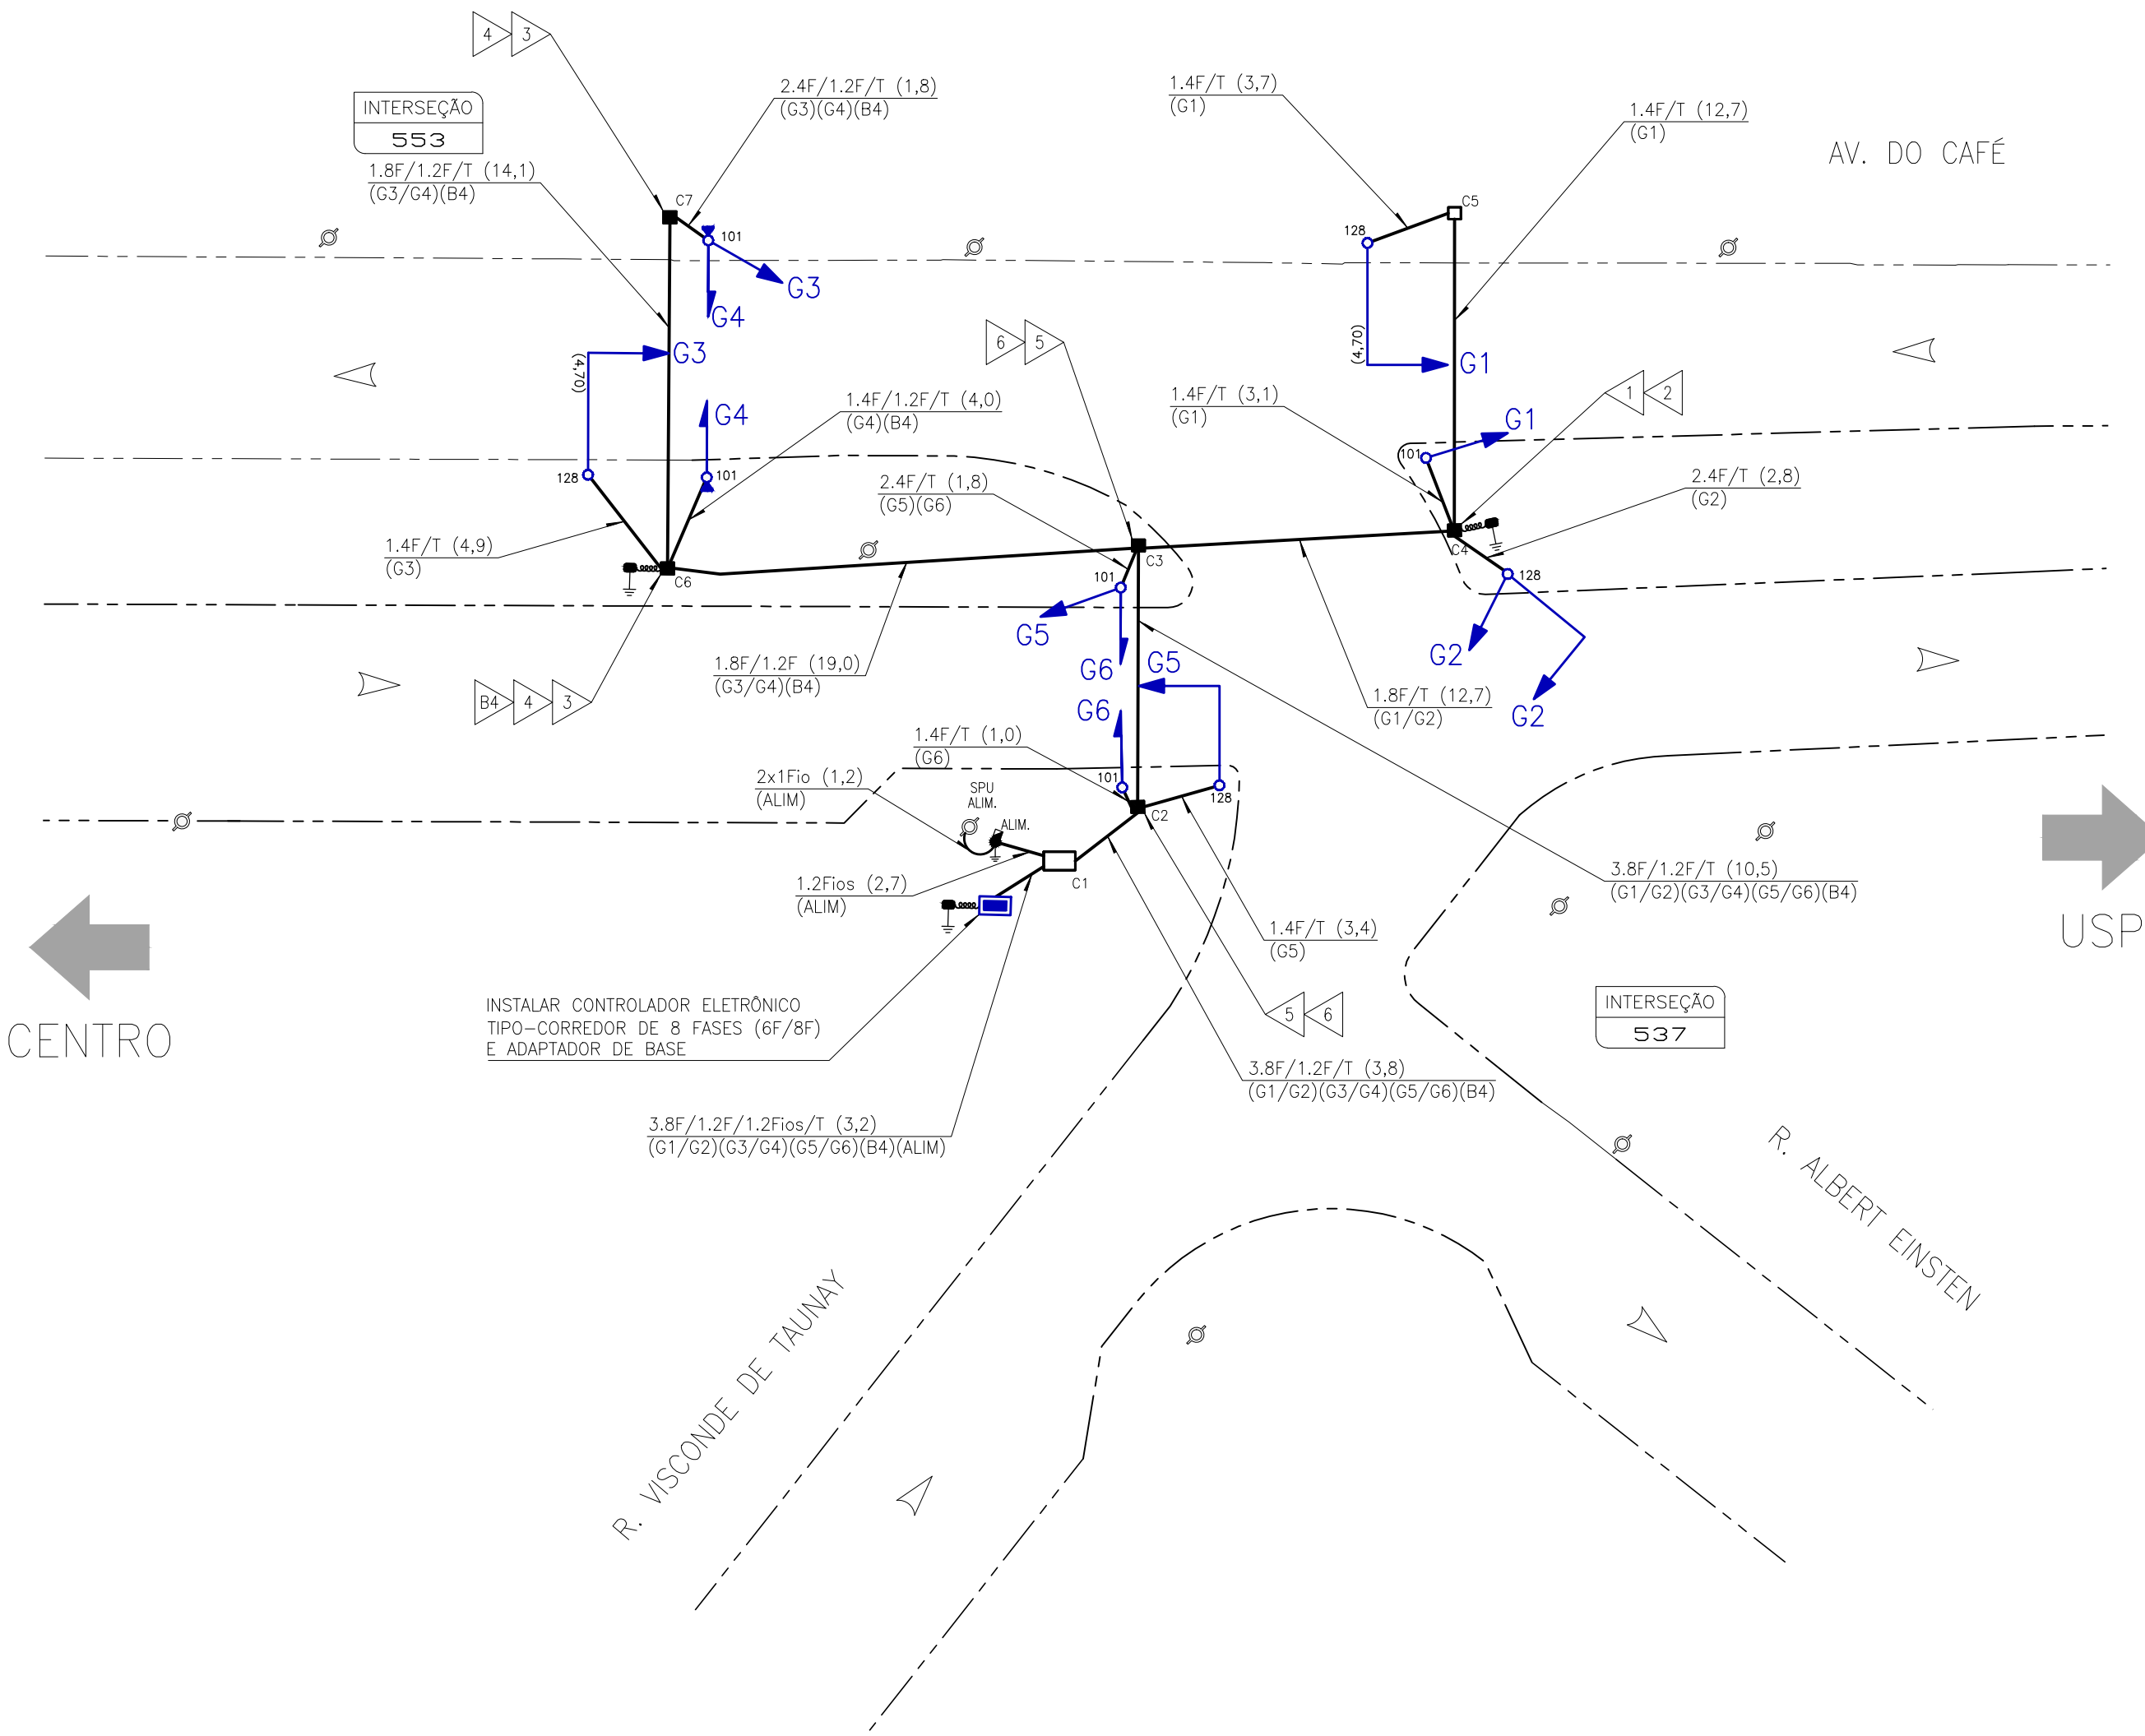 4
3
2.4F/1.2F/T (1,8)
(G3)(G4)(B4)
1.4F/T (3,7)
(G1)
1.4F/T (12,7)
(G1)
INTERSEÇÃO
553
AV. DO CAFÉ
1.8F/1.2F/T (14,1)
(G3/G4)(B4)
C7
C5
101
128
G3
G4
(4,70)
G3
6
5
(4,70)
G1
1.4F/1.2F/T (4,0)
(G4)(B4)
1.4F/T (3,1)
(G1)
1
2
G4
G1
128
101
101
2.4F/T (1,8)
(G5)(G6)
2.4F/T (2,8)
(G2)
1.4F/T (4,9)
(G3)
C6
C3
C4
101
128
G5
G6
G5
G2
1.8F/1.2F (19,0)
(G3/G4)(B4)
B4
4
3
1.8F/T (12,7)
(G1/G2)
G2
G6
1.4F/T (1,0)
(G6)
2x1Fio (1,2)
(ALIM)
SPU
ALIM.
101
128
C2
ALIM.
C1
1.2Fios (2,7)
(ALIM)
3.8F/1.2F/T (10,5)
(G1/G2)(G3/G4)(G5/G6)(B4)
1.4F/T (3,4)
(G5)
USP
CENTRO
INSTALAR CONTROLADOR ELETRÔNICO
TIPO-CORREDOR DE 8 FASES (6F/8F)
E ADAPTADOR DE BASE
5
6
INTERSEÇÃO
537
3.8F/1.2F/T (3,8)
(G1/G2)(G3/G4)(G5/G6)(B4)
3.8F/1.2F/1.2Fios/T (3,2)
(G1/G2)(G3/G4)(G5/G6)(B4)(ALIM)
R. ALBERT EINSTEN
R. VISCONDE DE TAUNAY